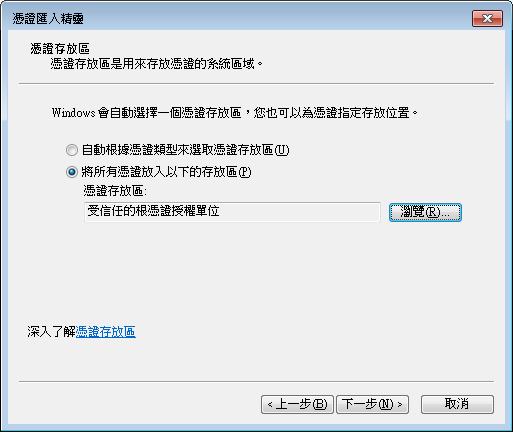 憑證匯入精靈
憑證存放區
憑證存放區是用來存放憑證的系統區域。
Windows 會自動選擇一個憑證存放區，您也可以為憑證指定存放位置。
自動根據憑證類型來選取憑證存放區(U)
將所有憑證放入以下的存放區(P)
憑證存放區:
受信任的根憑證授權單位
瀏覽(R)...
深入了解憑證存放區
< 上一步(B)
下一步(N) >
取消